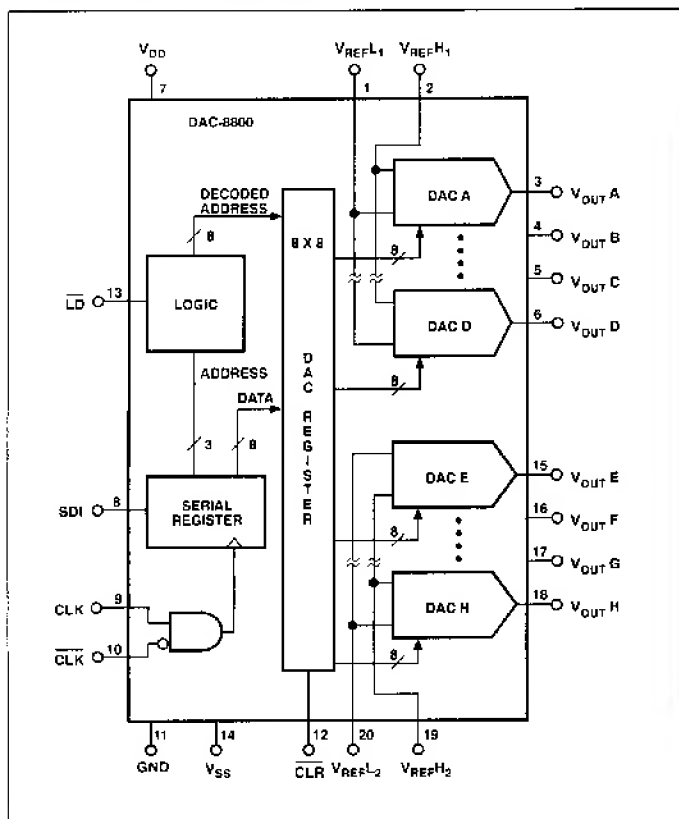 VDD
VREFL1
VREFH1
7
1
2
DAC-8800
DECODED
ADDRESS
8
8 X 8
DAC A
3
VOUT A
4
VOUT B
8
5
VOUT C
LD
13
LOGIC
DAC D
6
VOUT D
ADDRESS
DATA
DAC REGISTER
8
3
8
SDI
8
SERIAL
REGISTER
DAC E
15
VOUT E
16
VOUT F
8
17
VOUT G
CLK
9
DAC H
18
VOUT H
CLK
10
8
11
14
12
20
19
GND
VSS
CLR
VREFL2
VREFH2